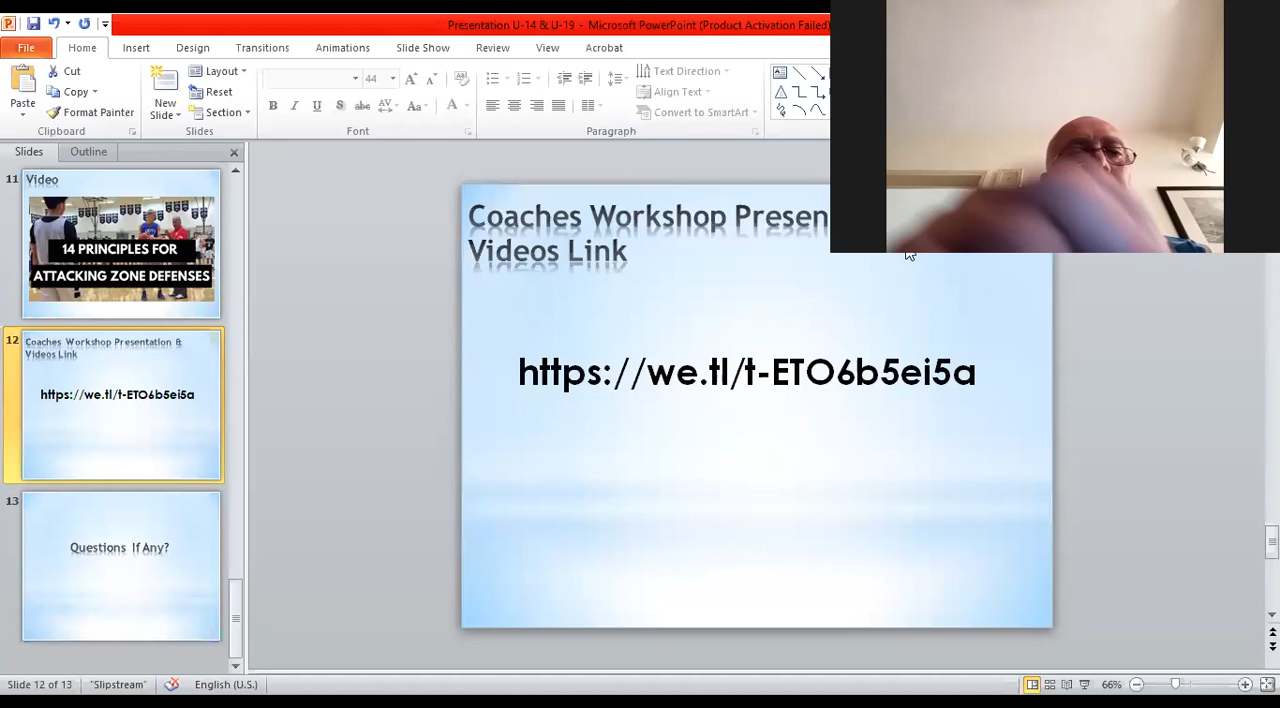 Presentation U-14 & U-19 - Microsoft PowerPoint (Product Activation Failed)
File Home Insert Design Transitions Animations Slide Show Review View Acrobat
Paste
Cut
Copy
Format Painter
Clipboard
New
Slide
Layout
Reset
Section
Slides
44
Font
Text Direction
Align Text
Convert to SmartArt
Paragraph
Slides Outline
11
Video
14 PRINCIPLES FOR
ATTACKING ZONE DEFENSES
12
Coaches Workshop Presentation &
Videos Link
https://we.tl/t-ETO6b5ei5a
13
Questions If Any?
Coaches Workshop Presen
Videos Link
https://we.tl/t-ETO6b5ei5a
Slide 12 of 13 "Slipstream" English (U.S.) 66%